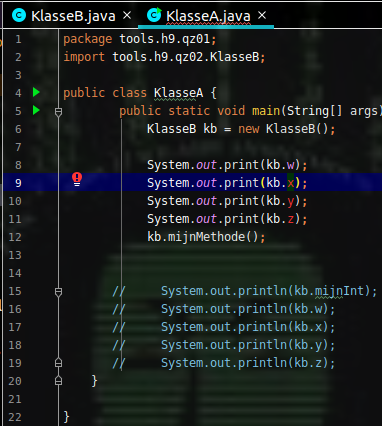 KlasseB.java × KlasseA.java ×
1 package tools.h9.qz01;
2 import tools.h9.qz02.KlasseB;
3
4 public class KlasseA {
5 public static void main(String[] args)
6 KlasseB kb = new KlasseB();
7
8 System.out.print(kb.w);
9 System.out.print(kb.x);
10 System.out.print(kb.y);
11 System.out.print(kb.z);
12 kb.mijnMethode();
13
14
15 // System.out.println(kb.mijnInt);
16 // System.out.println(kb.w);
17 // System.out.println(kb.x);
18 // System.out.println(kb.y);
19 // System.out.println(kb.z);
20 }
21
22 }